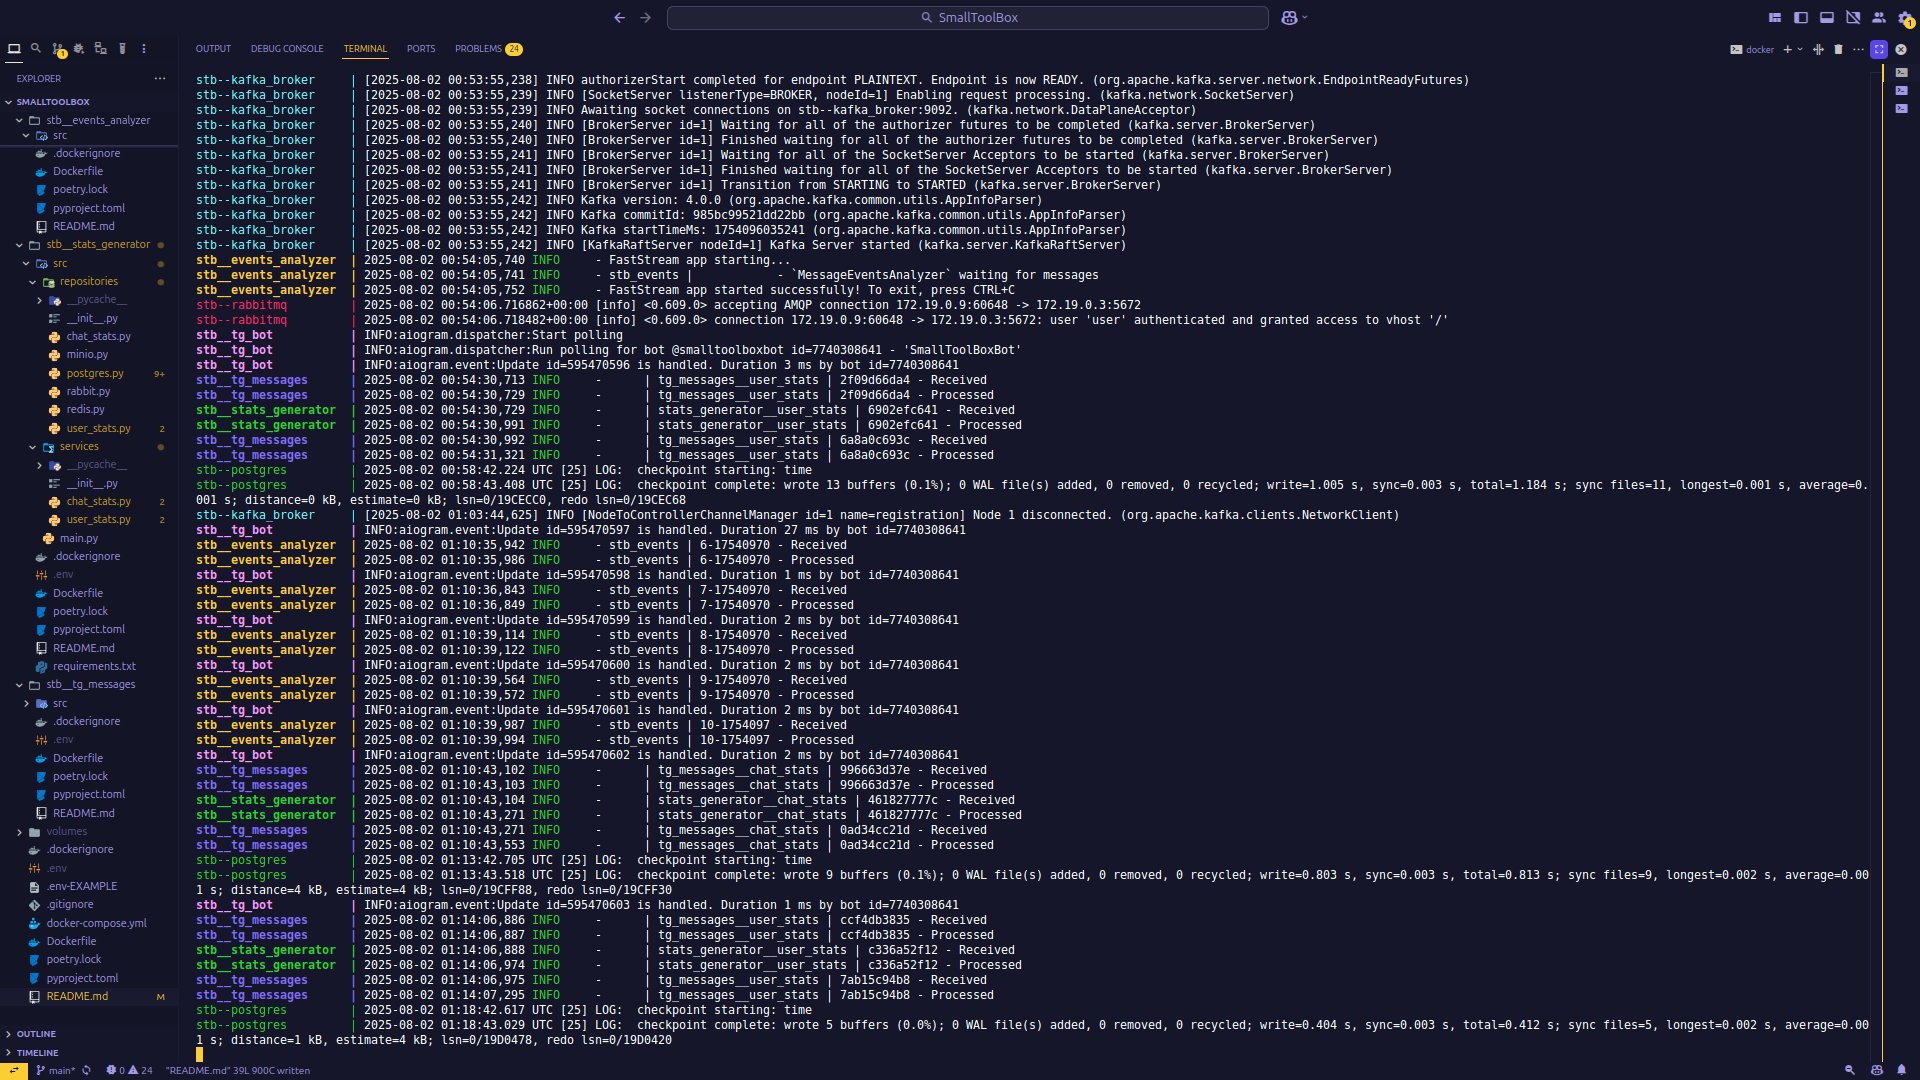 SmallToolBox
1
1
OUTPUT DEBUG CONSOLE TERMINAL PORTS PROBLEMS 24
docker
EXPLORER
SMALLTOOLBOX
stb__events_analyzer
src
.dockerignore
Dockerfile
poetry.lock
pyproject.toml
README.md
stb__stats_generator
src
repositories
__pycache__
__init__.py
chat_stats.py
minio.py
postgres.py 9+
rabbit.py
redis.py
user_stats.py 2
services
__pycache__
__init__.py
chat_stats.py 2
user_stats.py 2
main.py
.dockerignore
.env
Dockerfile
poetry.lock
pyproject.toml
README.md
requirements.txt
stb__tg_messages
src
.dockerignore
.env
Dockerfile
poetry.lock
pyproject.toml
README.md
volumes
.dockerignore
.env
.env-EXAMPLE
.gitignore
docker-compose.yml
Dockerfile
poetry.lock
pyproject.toml
README.md M
OUTLINE
TIMELINE
stb--kafka_broker | [2025-08-02 00:53:55,238] INFO authorizerStart completed for endpoint PLAINTEXT. Endpoint is now READY. (org.apache.kafka.server.network.EndpointReadyFutures)
stb--kafka_broker | [2025-08-02 00:53:55,239] INFO [SocketServer listenerType=BROKER, nodeId=1] Enabling request processing. (kafka.network.SocketServer)
stb--kafka_broker | [2025-08-02 00:53:55,239] INFO Awaiting socket connections on stb--kafka_broker:9092. (kafka.network.DataPlaneAcceptor)
stb--kafka_broker | [2025-08-02 00:53:55,240] INFO [BrokerServer id=1] Waiting for all of the authorizer futures to be completed (kafka.server.BrokerServer)
stb--kafka_broker | [2025-08-02 00:53:55,240] INFO [BrokerServer id=1] Finished waiting for all of the authorizer futures to be completed (kafka.server.BrokerServer)
stb--kafka_broker | [2025-08-02 00:53:55,241] INFO [BrokerServer id=1] Waiting for all of the SocketServer Acceptors to be started (kafka.server.BrokerServer)
stb--kafka_broker | [2025-08-02 00:53:55,241] INFO [BrokerServer id=1] Finished waiting for all of the SocketServer Acceptors to be started (kafka.server.BrokerServer)
stb--kafka_broker | [2025-08-02 00:53:55,241] INFO [BrokerServer id=1] Transition from STARTING to STARTED (kafka.server.BrokerServer)
stb--kafka_broker | [2025-08-02 00:53:55,242] INFO Kafka version: 4.0.0 (org.apache.kafka.common.utils.AppInfoParser)
stb--kafka_broker | [2025-08-02 00:53:55,242] INFO Kafka commitId: 985bc99521dd22bb (org.apache.kafka.common.utils.AppInfoParser)
stb--kafka_broker | [2025-08-02 00:53:55,242] INFO Kafka startTimeMs: 1754096035241 (org.apache.kafka.common.utils.AppInfoParser)
stb--kafka_broker | [2025-08-02 00:53:55,242] INFO [KafkaRaftServer nodeId=1] Kafka Server started (kafka.server.KafkaRaftServer)
stb__events_analyzer | 2025-08-02 00:54:05,740 INFO - FastStream app starting...
stb__events_analyzer | 2025-08-02 00:54:05,741 INFO - stb_events | - `MessageEventsAnalyzer` waiting for messages
stb__events_analyzer | 2025-08-02 00:54:05,752 INFO - FastStream app started successfully! To exit, press CTRL+C
stb--rabbitmq | 2025-08-02 00:54:06.716862+00:00 [info] <0.609.0> accepting AMQP connection 172.19.0.9:60648 -> 172.19.0.3:5672
stb--rabbitmq | 2025-08-02 00:54:06.718482+00:00 [info] <0.609.0> connection 172.19.0.9:60648 -> 172.19.0.3:5672: user 'user' authenticated and granted access to vhost '/'
stb__tg_bot | INFO:aiogram.dispatcher:Start polling
stb__tg_bot | INFO:aiogram.dispatcher:Run polling for bot @smalltoolboxbot id=7740308641 - 'SmallToolBoxBot'
stb__tg_bot | INFO:aiogram.event:Update id=595470596 is handled. Duration 3 ms by bot id=7740308641
stb__tg_messages | 2025-08-02 00:54:30,713 INFO - | tg_messages__user_stats | 2f09d66da4 - Received
stb__tg_messages | 2025-08-02 00:54:30,729 INFO - | tg_messages__user_stats | 2f09d66da4 - Processed
stb__stats_generator | 2025-08-02 00:54:30,729 INFO - | stats_generator__user_stats | 6902efc641 - Received
stb__stats_generator | 2025-08-02 00:54:30,991 INFO - | stats_generator__user_stats | 6902efc641 - Processed
stb__tg_messages | 2025-08-02 00:54:30,992 INFO - | tg_messages__user_stats | 6a8a0c693c - Received
stb__tg_messages | 2025-08-02 00:54:31,321 INFO - | tg_messages__user_stats | 6a8a0c693c - Processed
stb--postgres | 2025-08-02 00:58:42.224 UTC [25] LOG: checkpoint starting: time
stb--postgres | 2025-08-02 00:58:43.408 UTC [25] LOG: checkpoint complete: wrote 13 buffers (0.1%); 0 WAL file(s) added, 0 removed, 0 recycled; write=1.005 s, sync=0.003 s, total=1.184 s; sync files=11, longest=0.001 s, average=0.
001 s; distance=0 kB, estimate=0 kB; lsn=0/19CECC0, redo lsn=0/19CEC68
stb--kafka_broker | [2025-08-02 01:03:44,625] INFO [NodeToControllerChannelManager id=1 name=registration] Node 1 disconnected. (org.apache.kafka.clients.NetworkClient)
stb__tg_bot | INFO:aiogram.event:Update id=595470597 is handled. Duration 27 ms by bot id=7740308641
stb__events_analyzer | 2025-08-02 01:10:35,942 INFO - stb_events | 6-17540970 - Received
stb__events_analyzer | 2025-08-02 01:10:35,986 INFO - stb_events | 6-17540970 - Processed
stb__tg_bot | INFO:aiogram.event:Update id=595470598 is handled. Duration 1 ms by bot id=7740308641
stb__events_analyzer | 2025-08-02 01:10:36,843 INFO - stb_events | 7-17540970 - Received
stb__events_analyzer | 2025-08-02 01:10:36,849 INFO - stb_events | 7-17540970 - Processed
stb__tg_bot | INFO:aiogram.event:Update id=595470599 is handled. Duration 2 ms by bot id=7740308641
stb__events_analyzer | 2025-08-02 01:10:39,114 INFO - stb_events | 8-17540970 - Received
stb__events_analyzer | 2025-08-02 01:10:39,122 INFO - stb_events | 8-17540970 - Processed
stb__tg_bot | INFO:aiogram.event:Update id=595470600 is handled. Duration 2 ms by bot id=7740308641
stb__events_analyzer | 2025-08-02 01:10:39,564 INFO - stb_events | 9-17540970 - Received
stb__events_analyzer | 2025-08-02 01:10:39,572 INFO - stb_events | 9-17540970 - Processed
stb__tg_bot | INFO:aiogram.event:Update id=595470601 is handled. Duration 2 ms by bot id=7740308641
stb__events_analyzer | 2025-08-02 01:10:39,987 INFO - stb_events | 10-1754097 - Received
stb__events_analyzer | 2025-08-02 01:10:39,994 INFO - stb_events | 10-1754097 - Processed
stb__tg_bot | INFO:aiogram.event:Update id=595470602 is handled. Duration 2 ms by bot id=7740308641
stb__tg_messages | 2025-08-02 01:10:43,102 INFO - | tg_messages__chat_stats | 996663d37e - Received
stb__tg_messages | 2025-08-02 01:10:43,103 INFO - | tg_messages__chat_stats | 996663d37e - Processed
stb__stats_generator | 2025-08-02 01:10:43,104 INFO - | stats_generator__chat_stats | 461827777c - Received
stb__stats_generator | 2025-08-02 01:10:43,271 INFO - | stats_generator__chat_stats | 461827777c - Processed
stb__tg_messages | 2025-08-02 01:10:43,271 INFO - | tg_messages__chat_stats | 0ad34cc21d - Received
stb__tg_messages | 2025-08-02 01:10:43,553 INFO - | tg_messages__chat_stats | 0ad34cc21d - Processed
stb--postgres | 2025-08-02 01:13:42.705 UTC [25] LOG: checkpoint starting: time
stb--postgres | 2025-08-02 01:13:43.518 UTC [25] LOG: checkpoint complete: wrote 9 buffers (0.1%); 0 WAL file(s) added, 0 removed, 0 recycled; write=0.803 s, sync=0.003 s, total=0.813 s; sync files=9, longest=0.002 s, average=0.00
1 s; distance=4 kB, estimate=4 kB; lsn=0/19CFF88, redo lsn=0/19CFF30
stb__tg_bot | INFO:aiogram.event:Update id=595470603 is handled. Duration 1 ms by bot id=7740308641
stb__tg_messages | 2025-08-02 01:14:06,886 INFO - | tg_messages__user_stats | ccf4db3835 - Received
stb__tg_messages | 2025-08-02 01:14:06,887 INFO - | tg_messages__user_stats | ccf4db3835 - Processed
stb__stats_generator | 2025-08-02 01:14:06,888 INFO - | stats_generator__user_stats | c336a52f12 - Received
stb__stats_generator | 2025-08-02 01:14:06,974 INFO - | stats_generator__user_stats | c336a52f12 - Processed
stb__tg_messages | 2025-08-02 01:14:06,975 INFO - | tg_messages__user_stats | 7ab15c94b8 - Received
stb__tg_messages | 2025-08-02 01:14:07,295 INFO - | tg_messages__user_stats | 7ab15c94b8 - Processed
stb--postgres | 2025-08-02 01:18:42.617 UTC [25] LOG: checkpoint starting: time
stb--postgres | 2025-08-02 01:18:43.029 UTC [25] LOG: checkpoint complete: wrote 5 buffers (0.0%); 0 WAL file(s) added, 0 removed, 0 recycled; write=0.404 s, sync=0.003 s, total=0.412 s; sync files=5, longest=0.002 s, average=0.00
1 s; distance=1 kB, estimate=4 kB; lsn=0/19D0478, redo lsn=0/19D0420
main* 0 24 "README.md" 39L 900C written